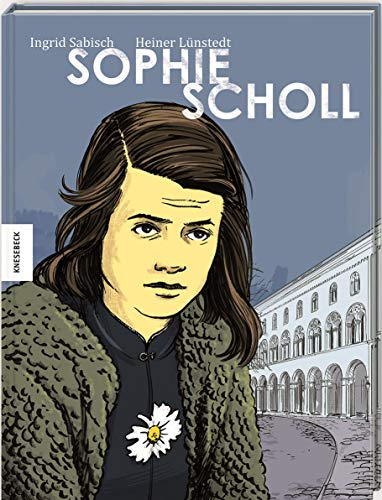 Ingrid Sabisch Heiner Lünstedt
SOPHIE
SCHOLL
KNESEBECK